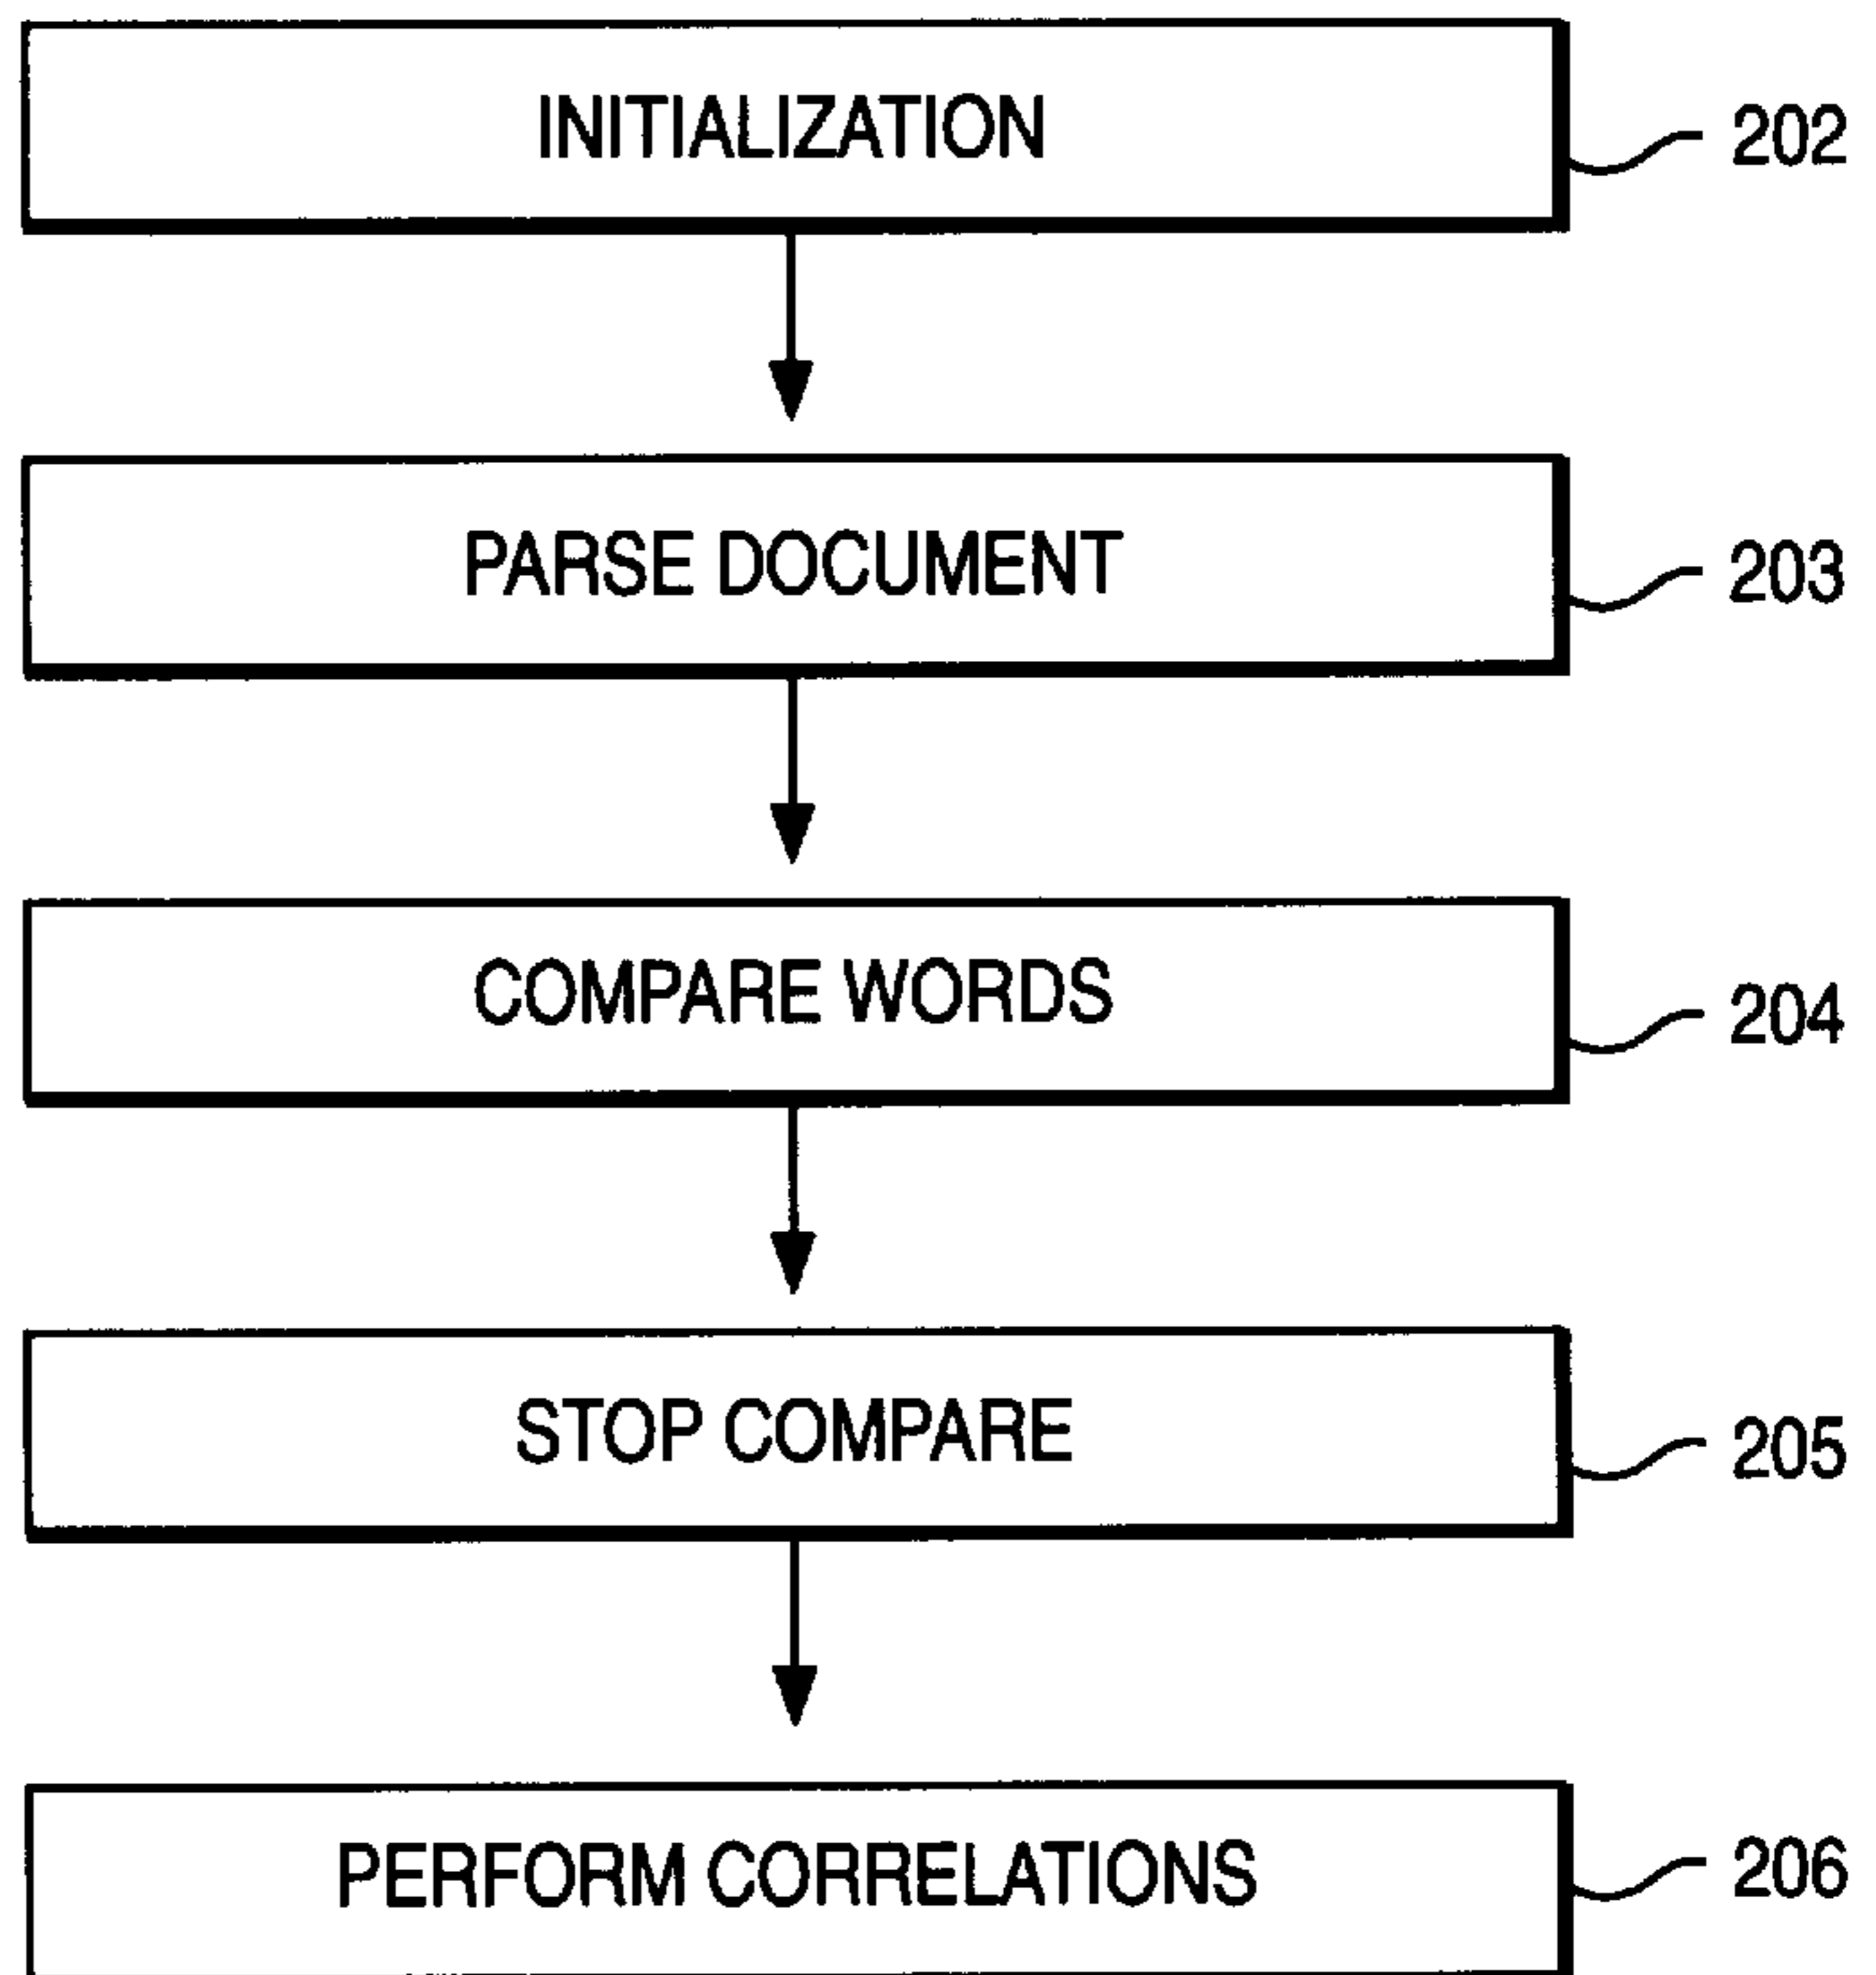 INITIALIZATION
202
PARSE DOCUMENT
203
COMPARE WORDS
204
STOP COMPARE
205
PERFORM CORRELATIONS
206